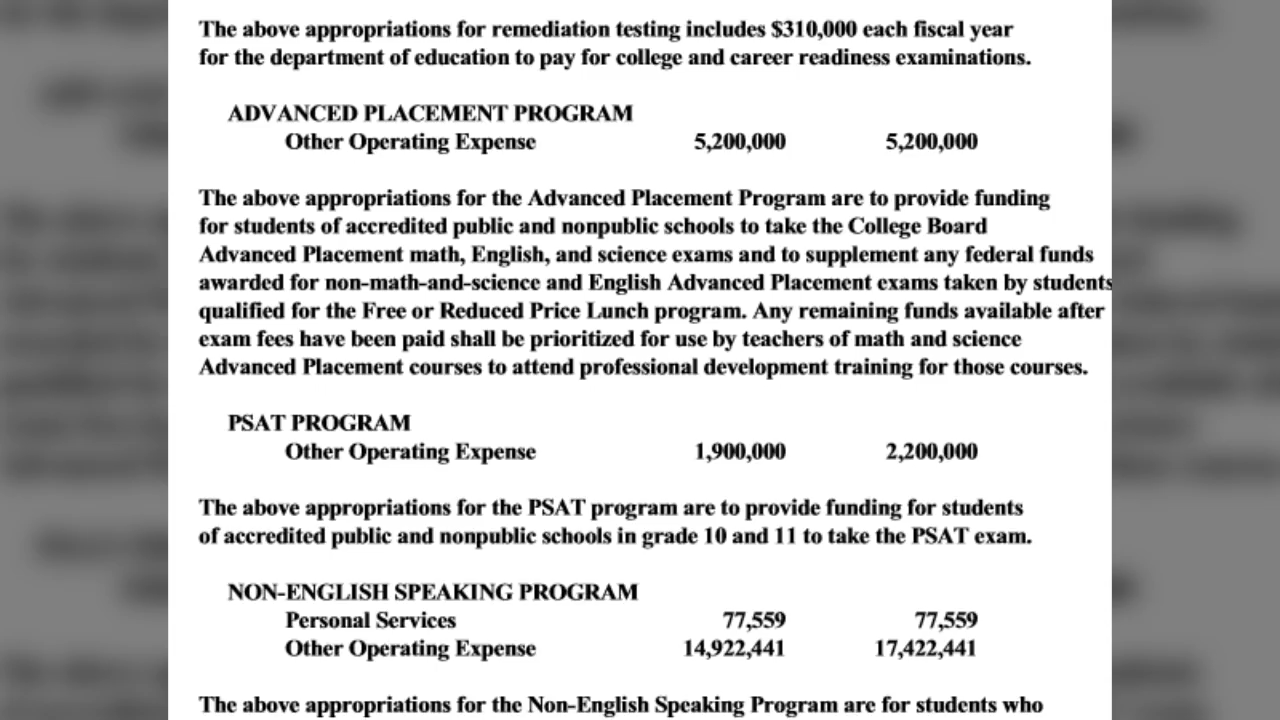 The above appropriations for remediation testing includes $310,000 each fiscal year
for the department of education to pay for college and career readiness examinations.
ADVANCED PLACEMENT PROGRAM
Other Operating Expense 5,200,000 5,200,000
The above appropriations for the Advanced Placement Program are to provide funding
for students of accredited public and nonpublic schools to take the College Board
Advanced Placement math, English, and science exams and to supplement any federal funds
awarded for non-math-and-science and English Advanced Placement exams taken by students
qualified for the Free or Reduced Price Lunch program. Any remaining funds available after
exam fees have been paid shall be prioritized for use by teachers of math and science
Advanced Placement courses to attend professional development training for those courses.
PSAT PROGRAM
Other Operating Expense 1,900,000 2,200,000
The above appropriations for the PSAT program are to provide funding for students
of accredited public and nonpublic schools in grade 10 and 11 to take the PSAT exam.
NON-ENGLISH SPEAKING PROGRAM
Personal Services 77,559 77,559
Other Operating Expense 14,922,441 17,422,441
The above appropriations for the Non-English Speaking Program are for students who